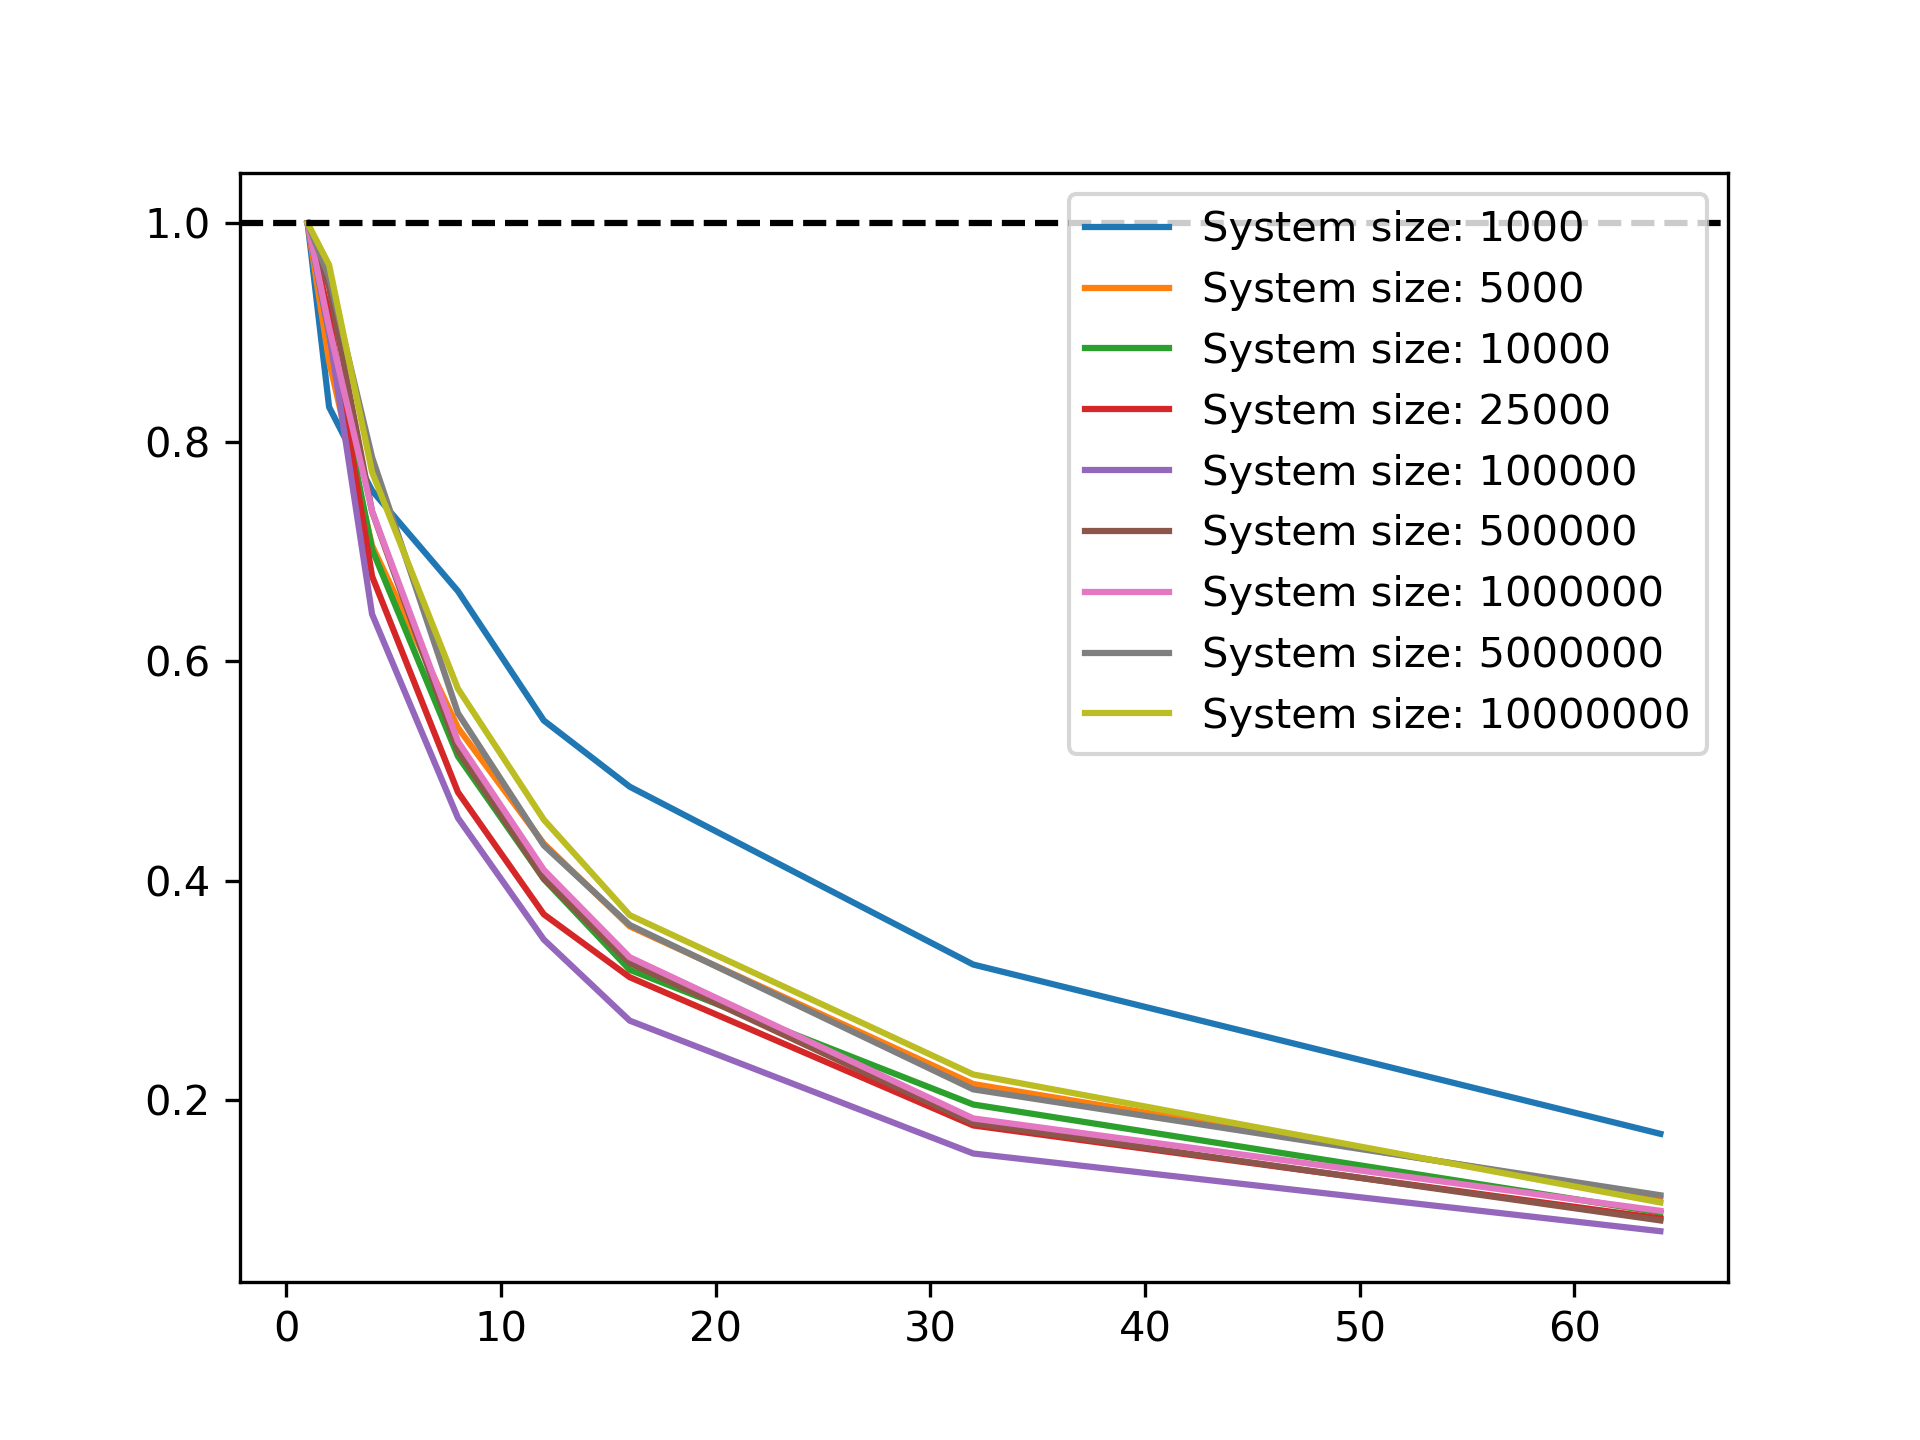 1.0
0.8
0.6
0.4
0.2
0 10 20 30 40 50 60
System size: 1000
System size: 5000
System size: 10000
System size: 25000
System size: 100000
System size: 500000
System size: 1000000
System size: 5000000
System size: 10000000